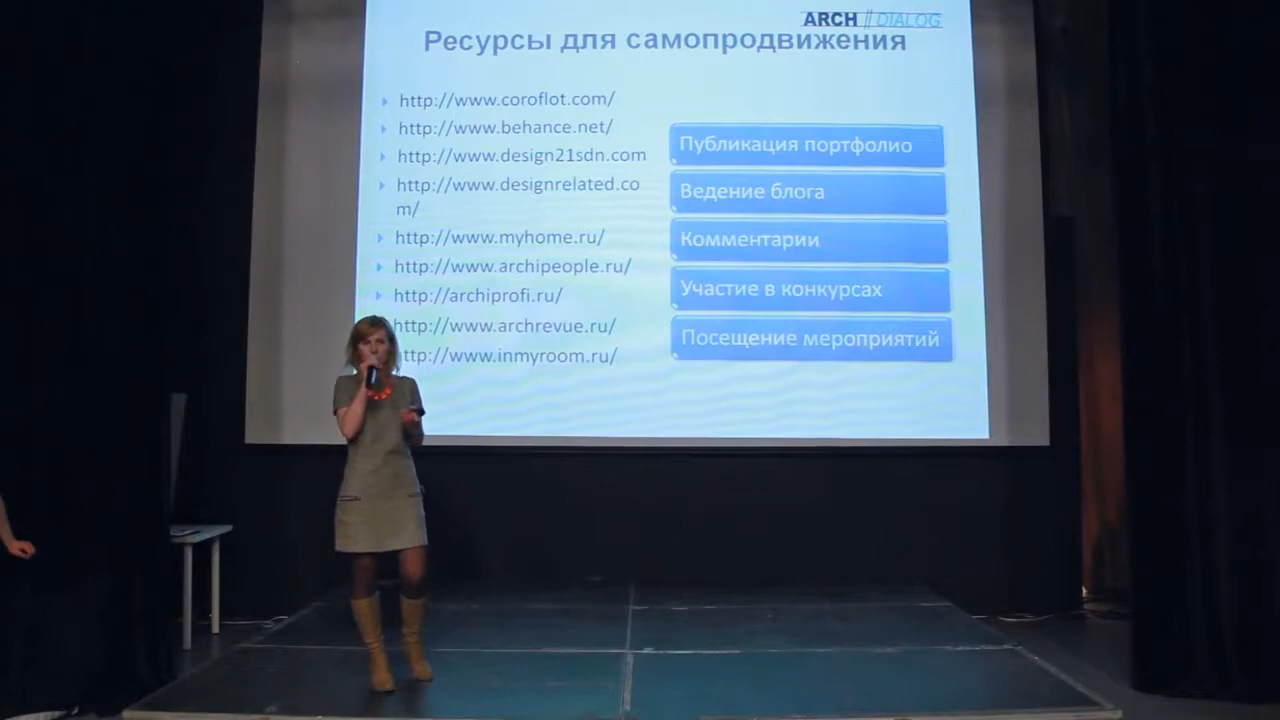 ARCH || DIALOG
Ресурсы для самопродвижения
http://www.coroflot.com/
http://www.behance.net/
http://www.design21sdn.com
http://www.designrelated.co
m/
http://www.myhome.ru/
http://www.archipeople.ru/
http://archiprofi.ru/
http://www.archrevue.ru/
ttp://www.inmyroom.ru/
Публикация портфолио
Ведение блога
Комментарии
Участие в конкурсах
Посещение мероприятий